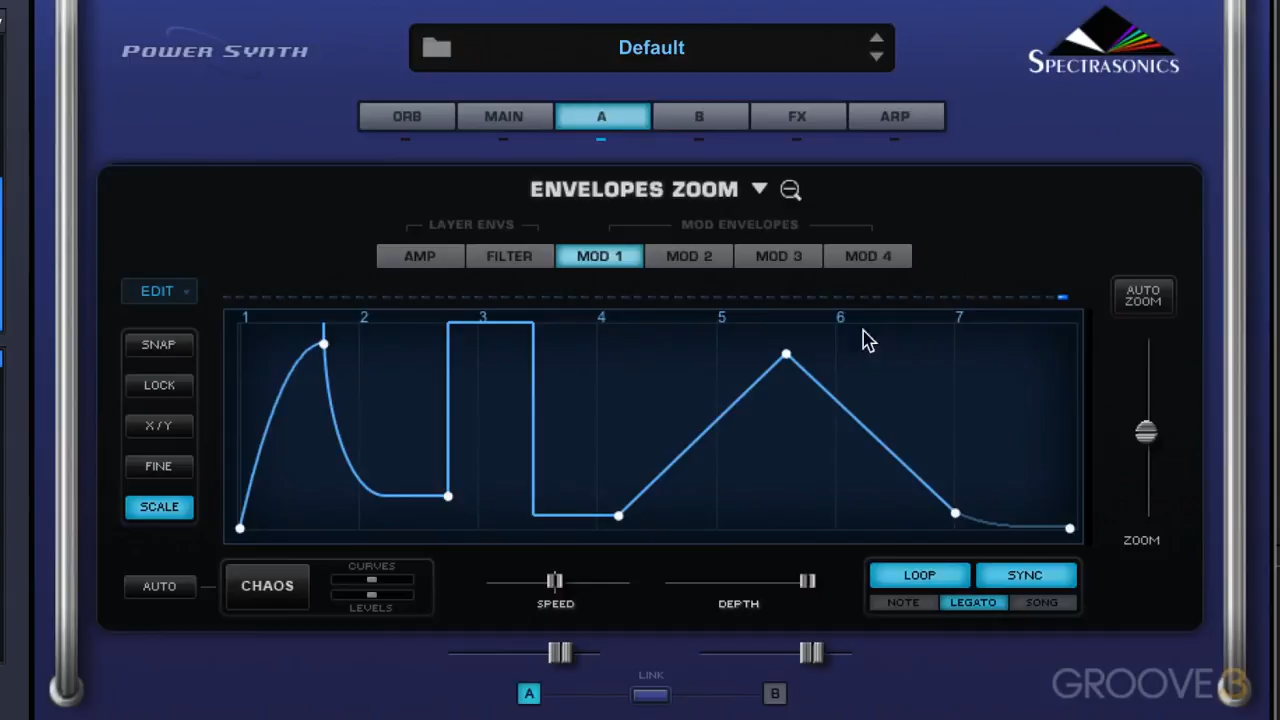 POWER SYNTH
Default
SPECTRASONICS
ORB MAIN A B FX ARP
ENVELOPES ZOOM
LAYER ENVS MOD ENVELOPES
AMP FILTER MOD 1 MOD 2 MOD 3 MOD 4
EDIT
AUTO
ZOOM
1 2 3 4 5 6 7
SNAP
LOCK
X/Y
FINE
SCALE
ZOOM
AUTO
CHAOS
CURVES
LEVELS
SPEED
DEPTH
LOOP SYNC
NOTE LEGATO SONG
LINK
A B
GROOVE3